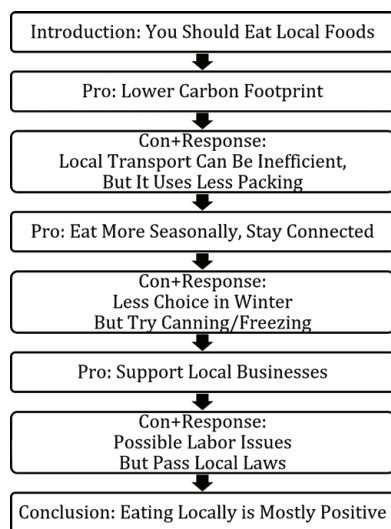 Introduction: You Should Eat Local Foods
Pro: Lower Carbon Footprint
Con+Response:
Local Transport Can Be Inefficient,
But It Uses Less Packing
Pro: Eat More Seasonally, Stay Connected
Con+Response:
Less Choice in Winter
But Try Canning/Freezing
Pro: Support Local Businesses
Con+Response:
Possible Labor Issues
But Pass Local Laws
Conclusion: Eating Locally is Mostly Positive